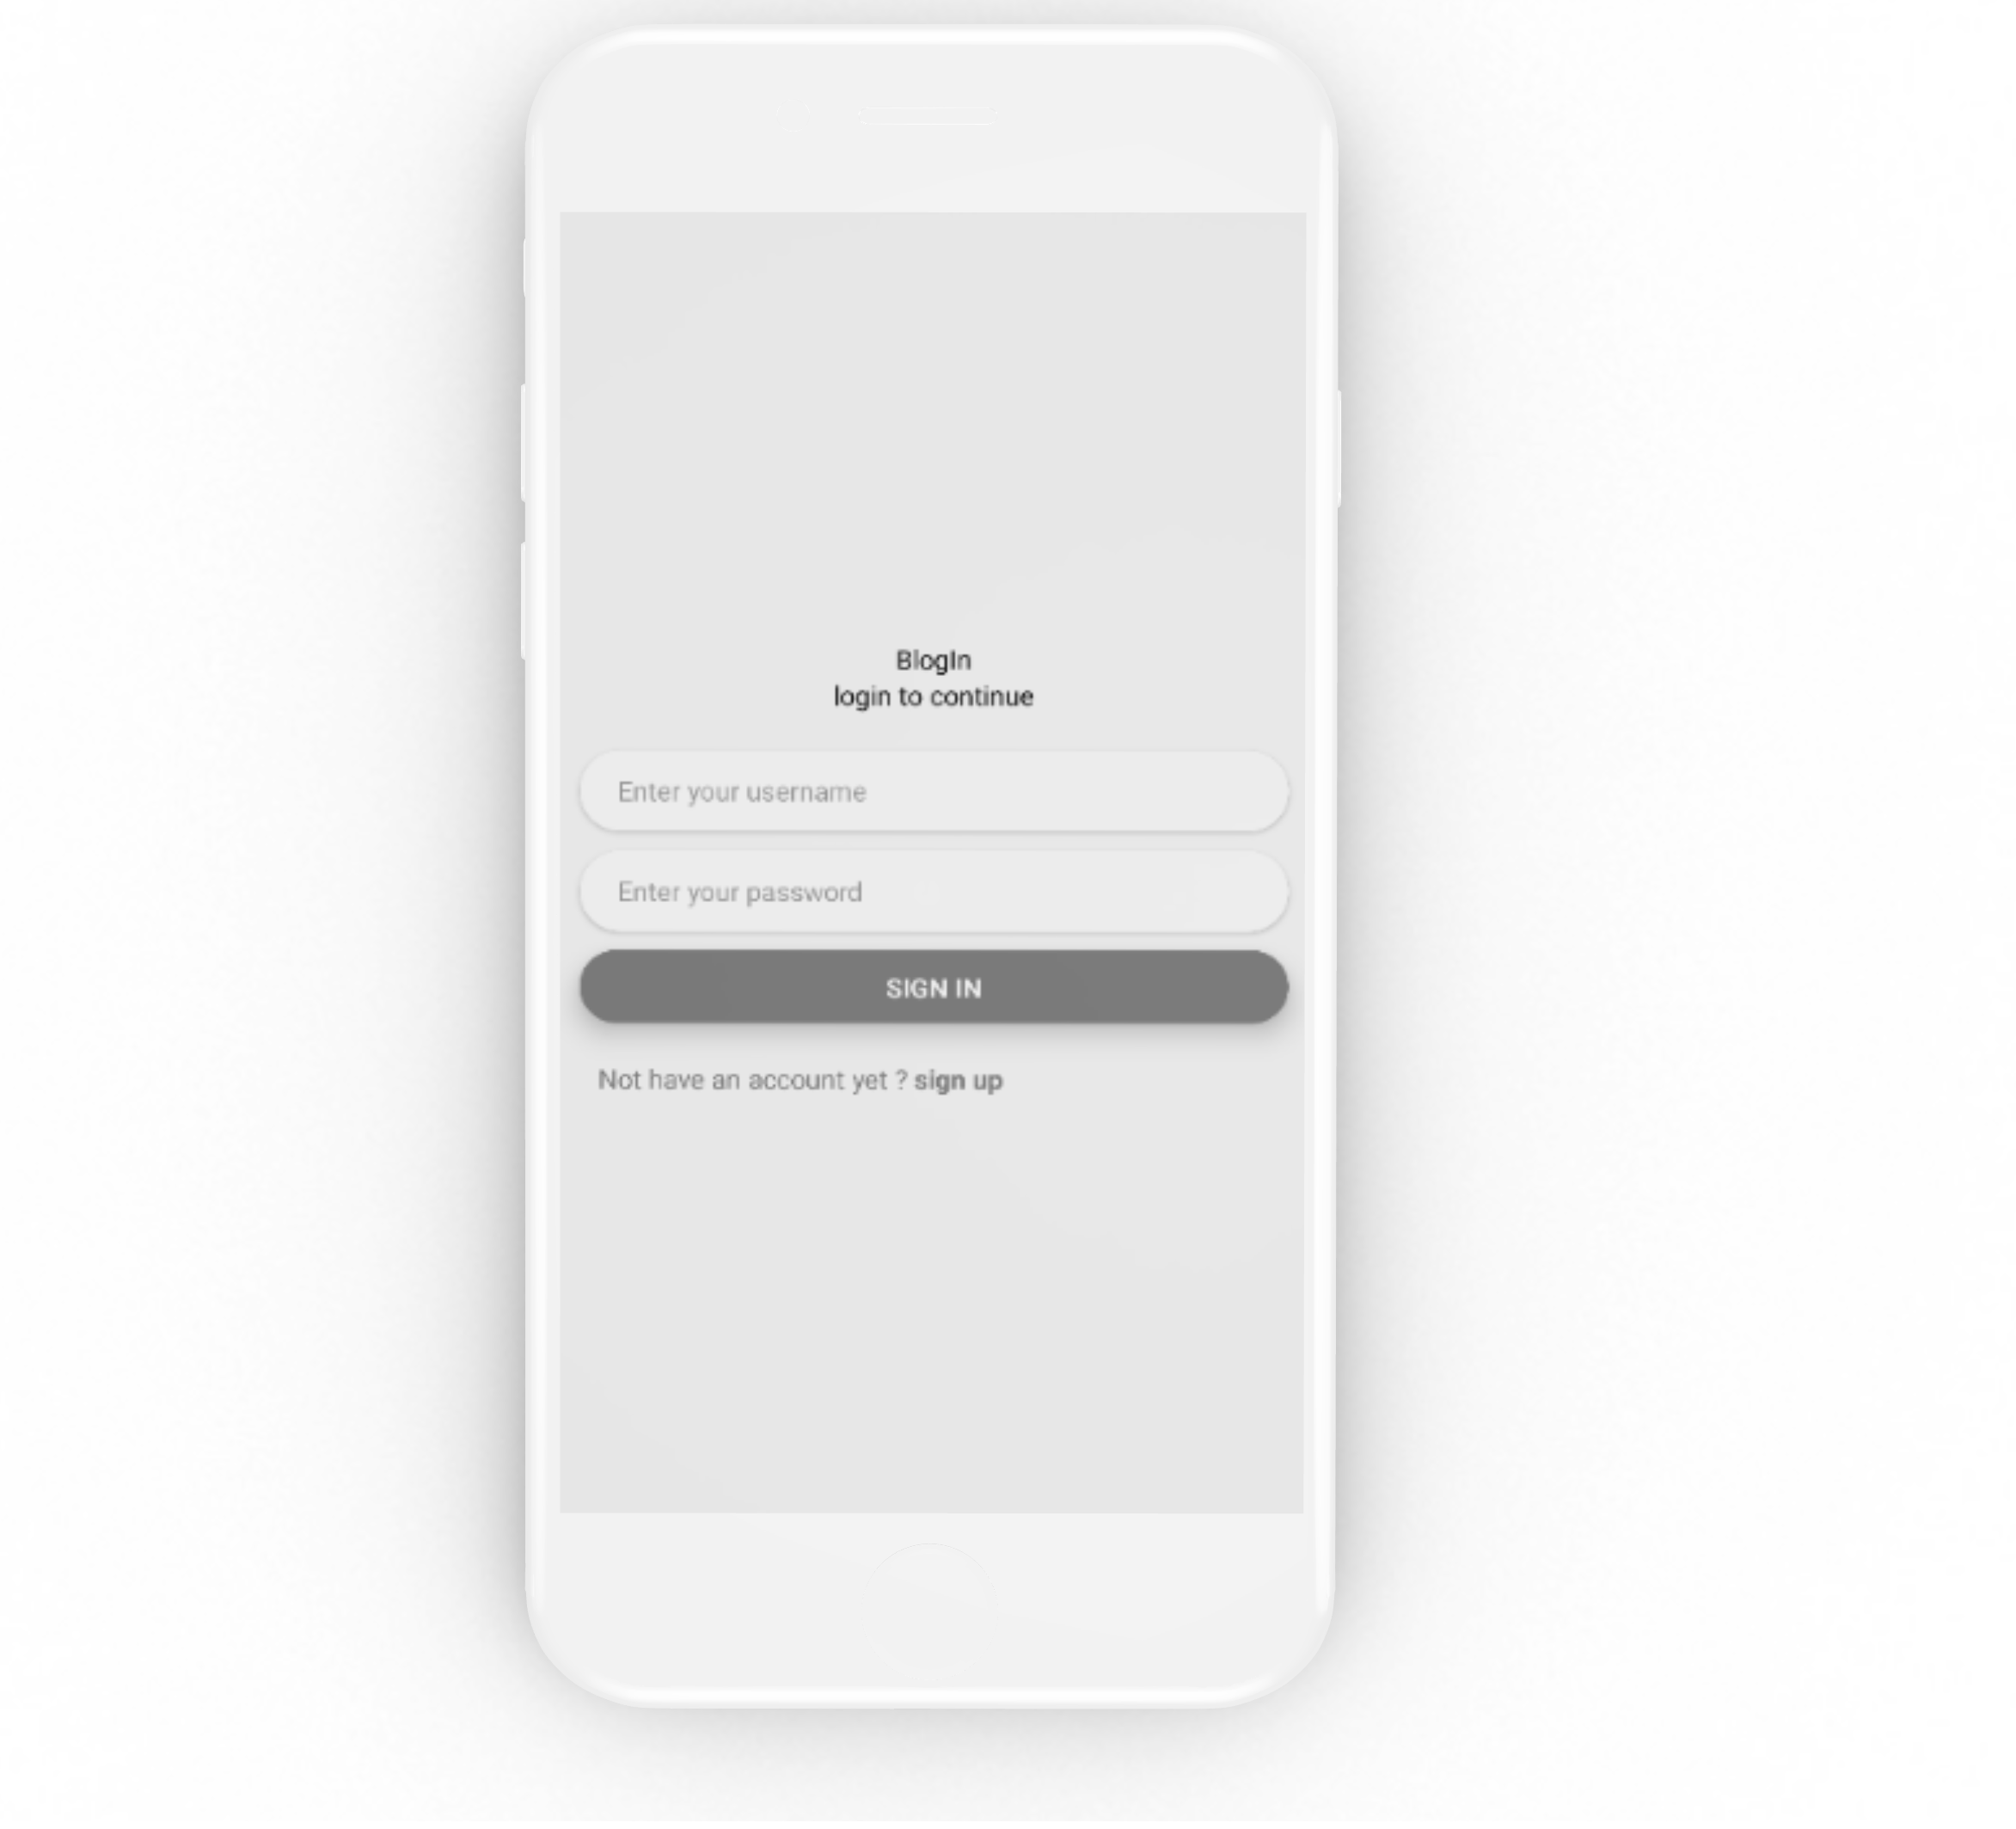 BlogIn
login to continue
Enter your username
Enter your password
SIGN IN
Not have an account yet ? sign up